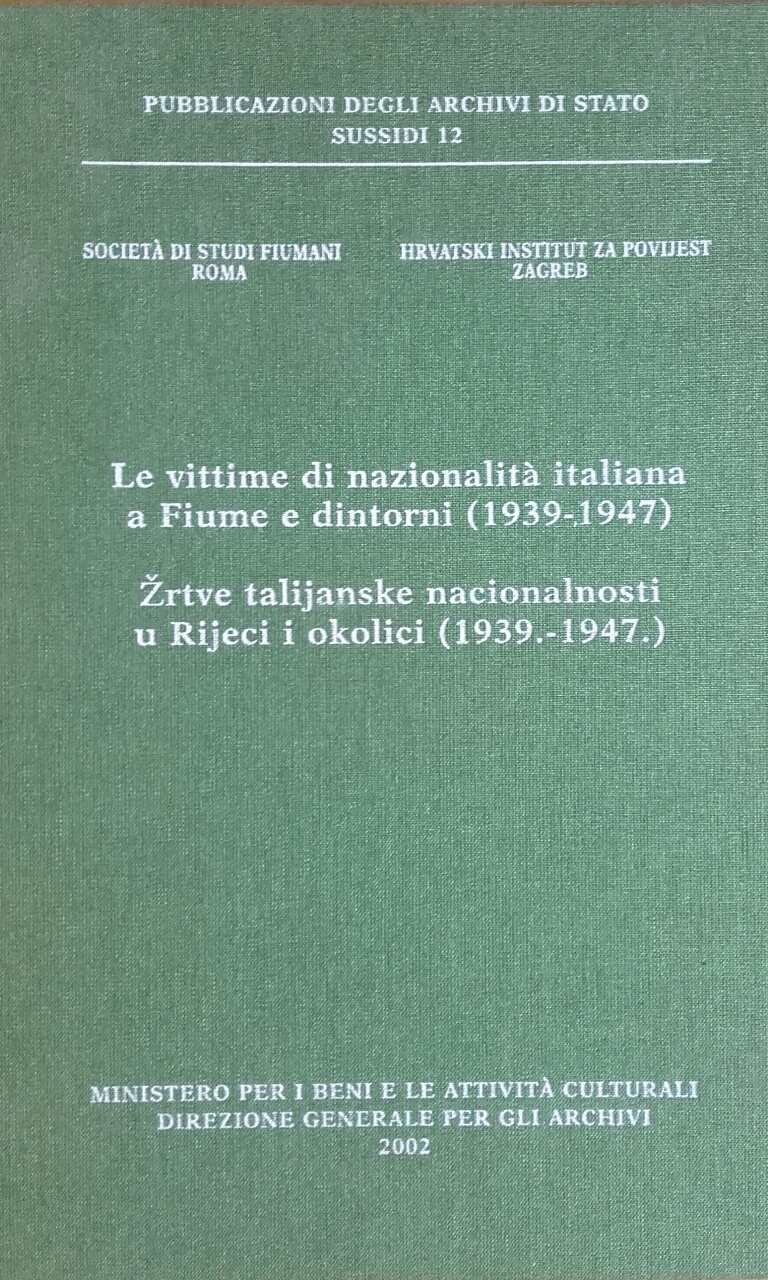 PUBBLICAZIONI DEGLI ARCHIVI DI STATO
SUSSIDI 12
SOCIETÀ DI STUDI FIUMANI
ROMA
HRVATSKI INSTITUT ZA POVIJEST
ZAGREB
Le vittime di nazionalità italiana
a Fiume e dintorni (1939-1947)
Žrtve talijanske nacionalnosti
u Rijeci i okolici (1939.-1947.)
MINISTERO PER I BENI E LE ATTIVITÀ CULTURALI
DIREZIONE GENERALE PER GLI ARCHIVI
2002